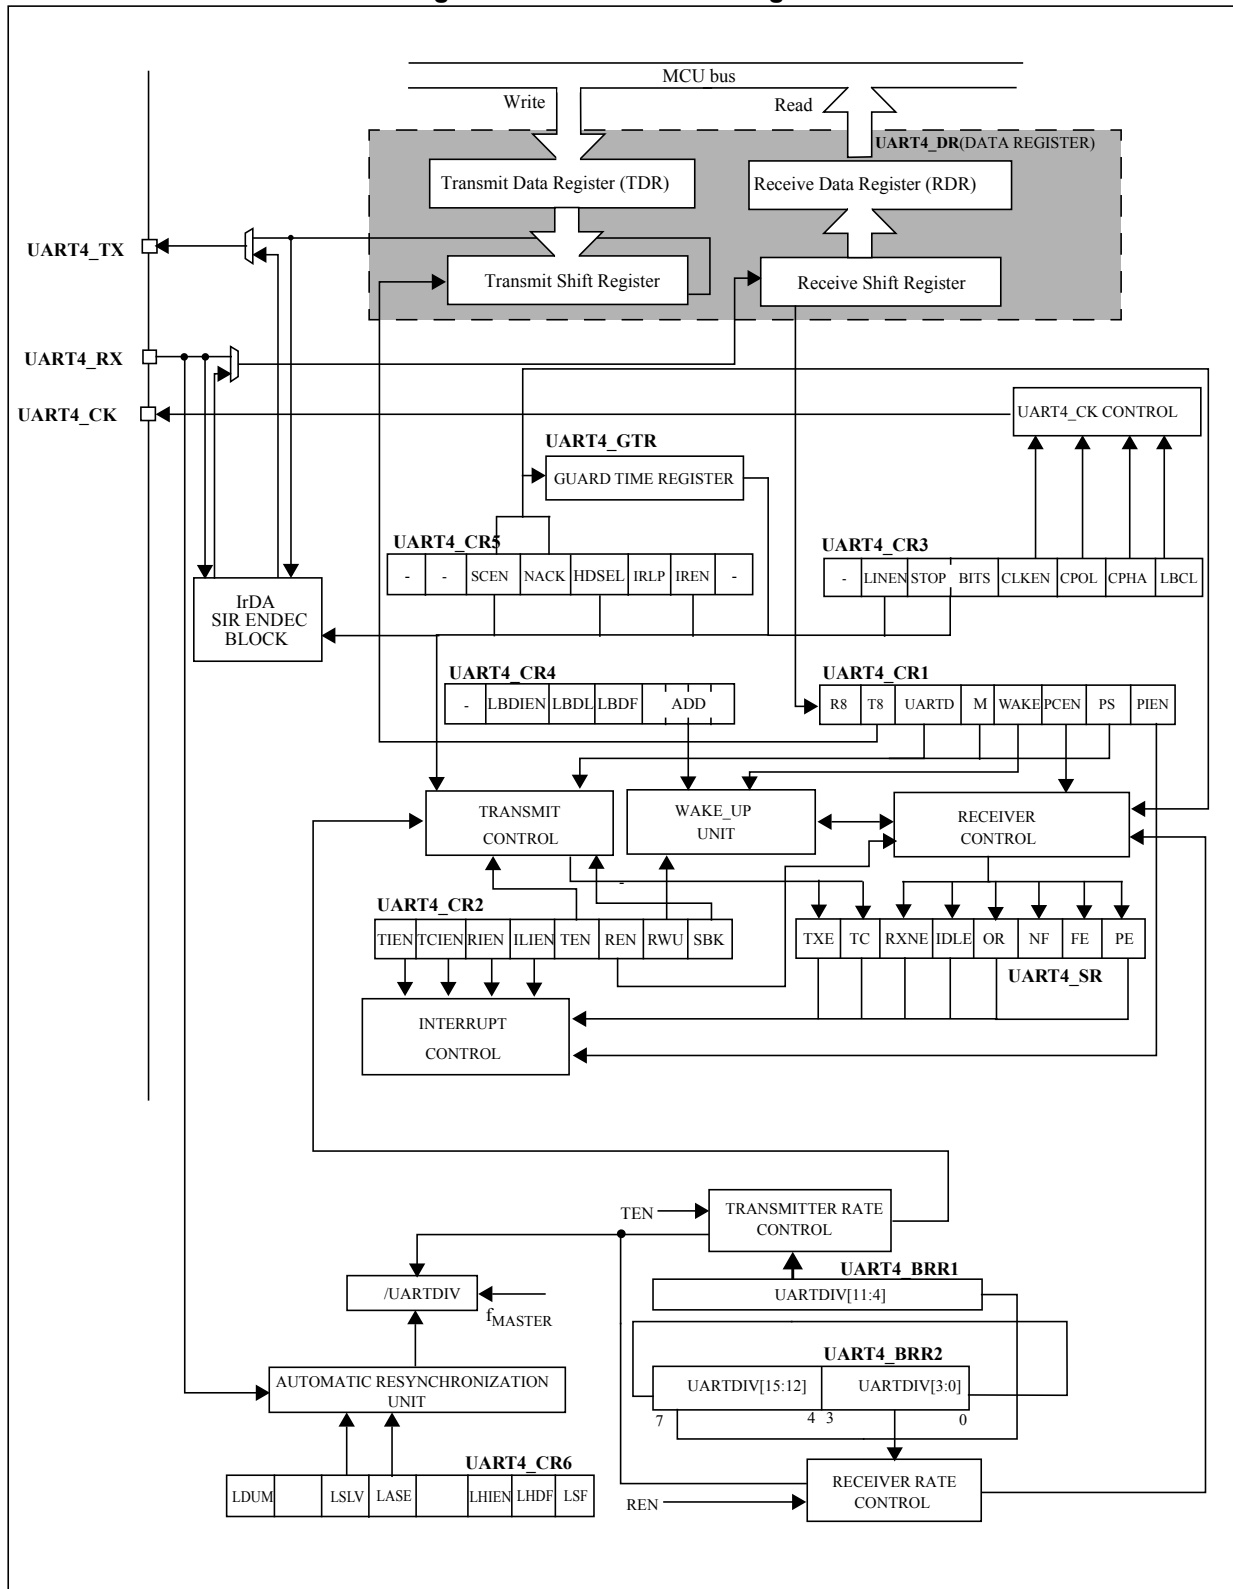 MCU bus
Write
Read
UART4_DR(DATA REGISTER)
Transmit Data Register (TDR)
Receive Data Register (RDR)
UART4_TX
Transmit Shift Register
Receive Shift Register
UART4_RX
UART4_CK
UART4_CK CONTROL
UART4_GTR
GUARD TIME REGISTER
UART4_CR5
- - SCEN NACK HDSEL IRLP IREN -
UART4_CR3
- LINEN STOP BITS CLKEN CPOL CPHA LBCL
IrDA
SIR ENDEC
BLOCK
UART4_CR4
- LBDIEN LBDL LBDF ADD
UART4_CR1
R8 T8 UARTD M WAKE PCEN PS PIEN
TRANSMIT
CONTROL
WAKE_UP
UNIT
RECEIVER
CONTROL
-
UART4_CR2
TIEN TCIEN RIEN ILIEN TEN REN RWU SBK
TXE TC RXNE IDLE OR NF FE PE
UART4_SR
INTERRUPT
CONTROL
TEN
TRANSMITTER RATE
CONTROL
UART4_BRR1
UARTDIV[11:4]
/UARTDIV
fMASTER
UART4_BRR2
UARTDIV[15:12] UARTDIV[3:0]
7 4 3 0
AUTOMATIC RESYNCHRONIZATION
UNIT
UART4_CR6
LDUM LSLV LASE LHIEN LHDF LSF
REN
RECEIVER RATE
CONTROL